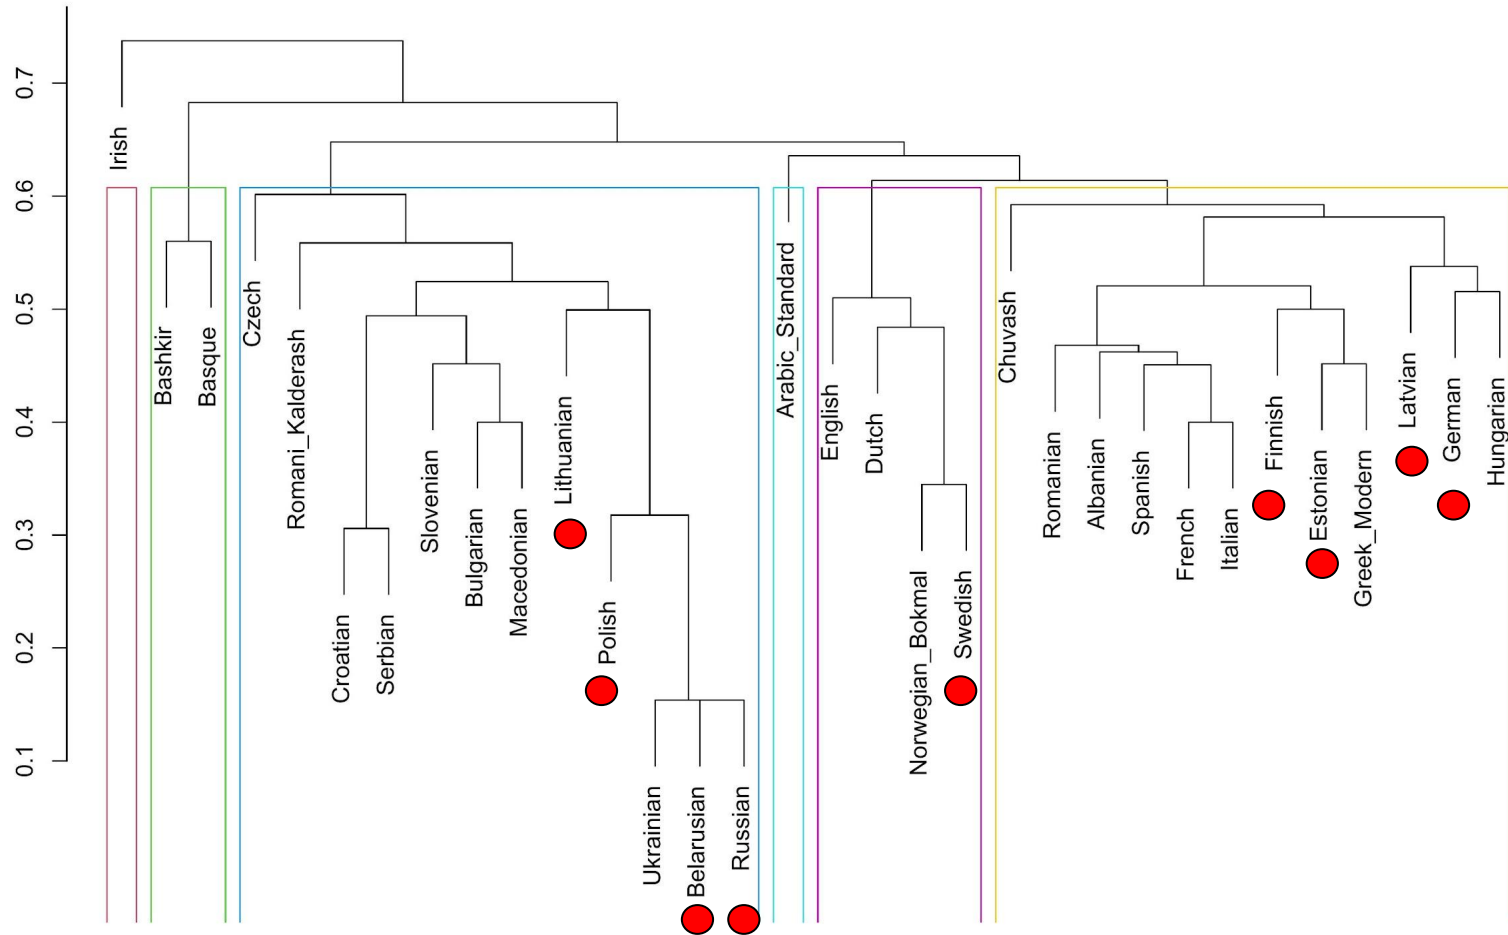 0.7
0.6
0.5
0.4
0.3
0.2
0.1
Irish
Bashkir
Basque
Czech
Romani_Kalderash
Croatian
Serbian
Slovenian
Bulgarian
Macedonian
Lithuanian
Polish
Ukrainian
Belarusian
Russian
Arabic_Standard
English
Dutch
Norwegian_Bokmal
Swedish
Chuvash
Romanian
Albanian
Spanish
French
Italian
Finnish
Estonian
Greek_Modern
Latvian
German
Hungarian